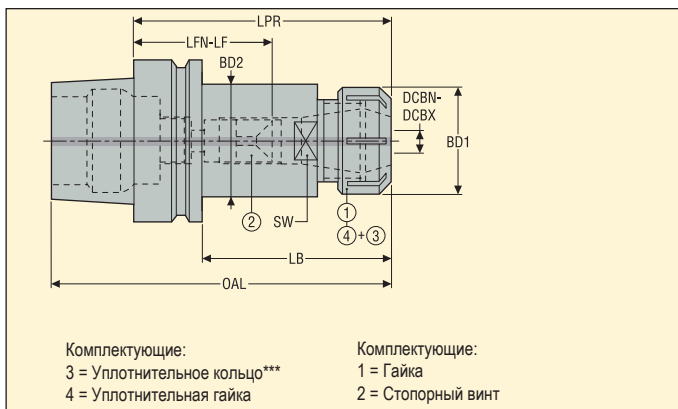 LPR
LFN-LF
BD2
DCBN-
DCBX
BD1
2
SW
1
4 + 3
LB
OAL
Комплектующие:
3 = Уплотнительное кольцо***
4 = Уплотнительная гайка
Комплектующие:
1 = Гайка
2 = Стопорный винт